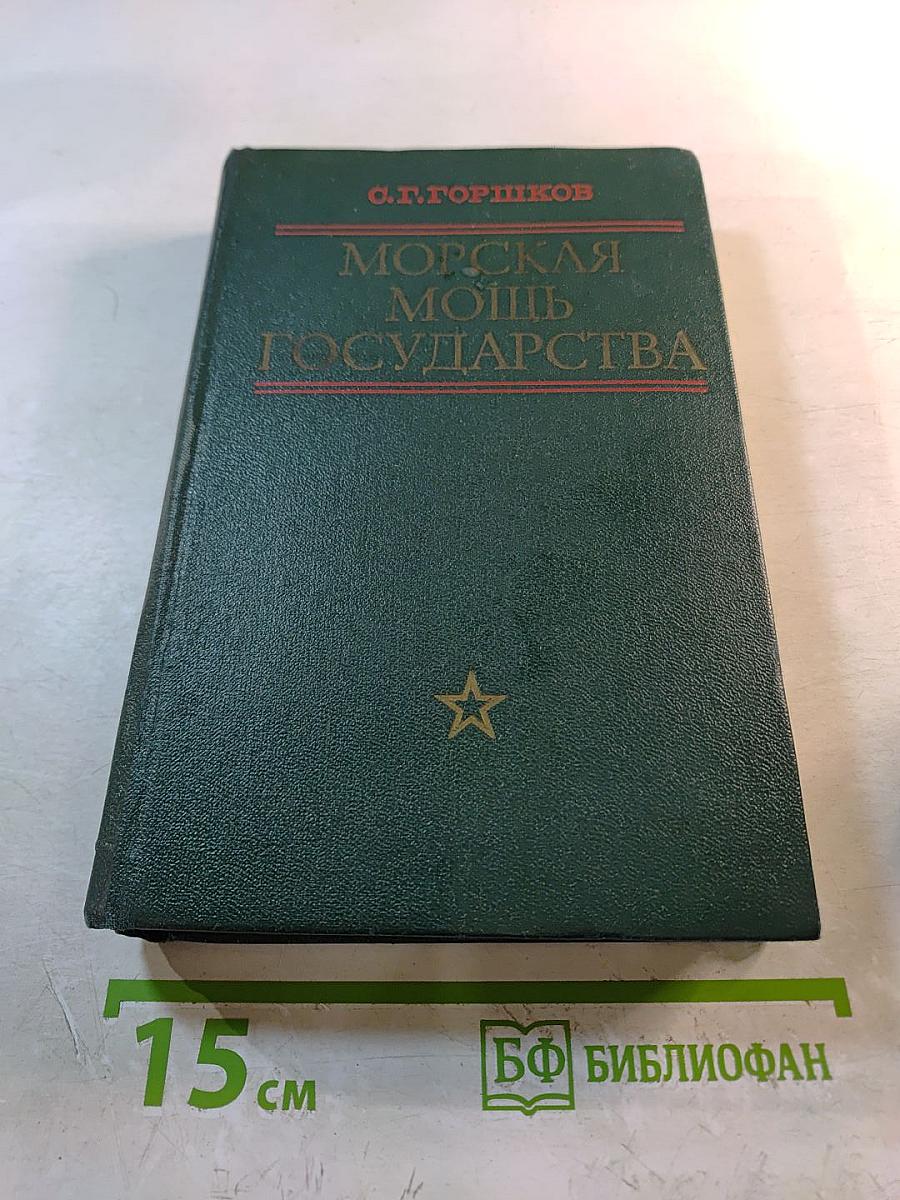 С.Г.ГОРШКОВ
МОРСКАЯ
МОЩЬ
ГОСУДАРСТВА
15 см
БФ БИБЛИОФАН